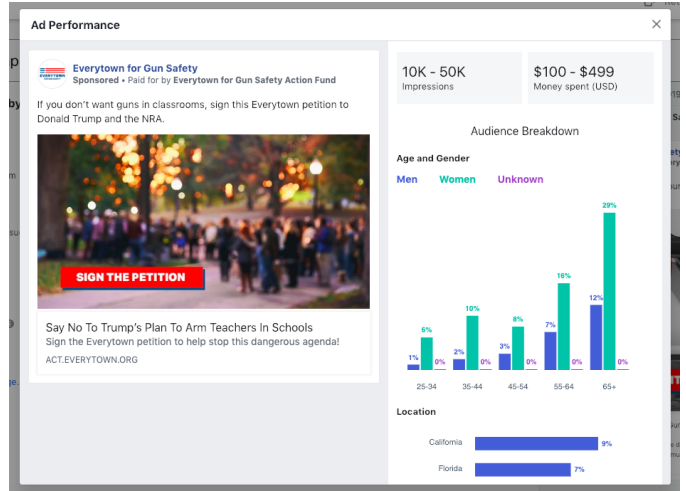 Ad Performance
Everytown for Gun Safety
Sponsored • Paid for by Everytown for Gun Safety Action Fund
If you don't want guns in classrooms, sign this Everytown petition to
Donald Trump and the NRA.
EVERYTOWN
SIGN THE PETITION
Say No To Trump's Plan To Arm Teachers In Schools
Sign the Everytown petition to help stop this dangerous agenda!
ACT.EVERYTOWN.ORG
10K - 50K
Impressions
$100 - $499
Money spent (USD)
Audience Breakdown
Age and Gender
Men Women Unknown
1% 6% 0%
2% 10% 0%
3% 8% 0%
7% 16% 0%
12% 29% 0%
25-34 35-44 45-54 55-64 65+
Location
California 9%
Florida 7%